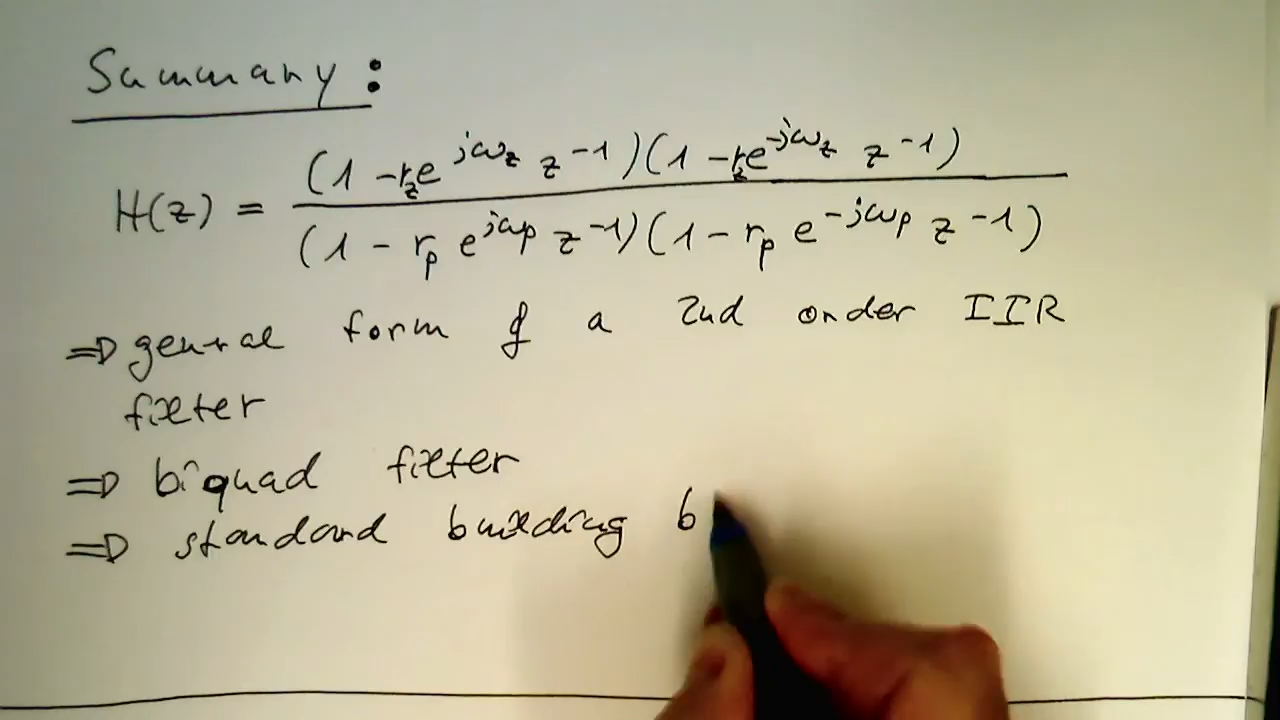 Summary:
H(z) = (1 - r_z e^{jω_z} z^{-1})(1 - r_z e^{-jω_z} z^{-1}) / (1 - r_p e^{jω_p} z^{-1})(1 - r_p e^{-jω_p} z^{-1})
⇒ general form of a 2nd order IIR
filter
⇒ biquad filter
⇒ standard building b